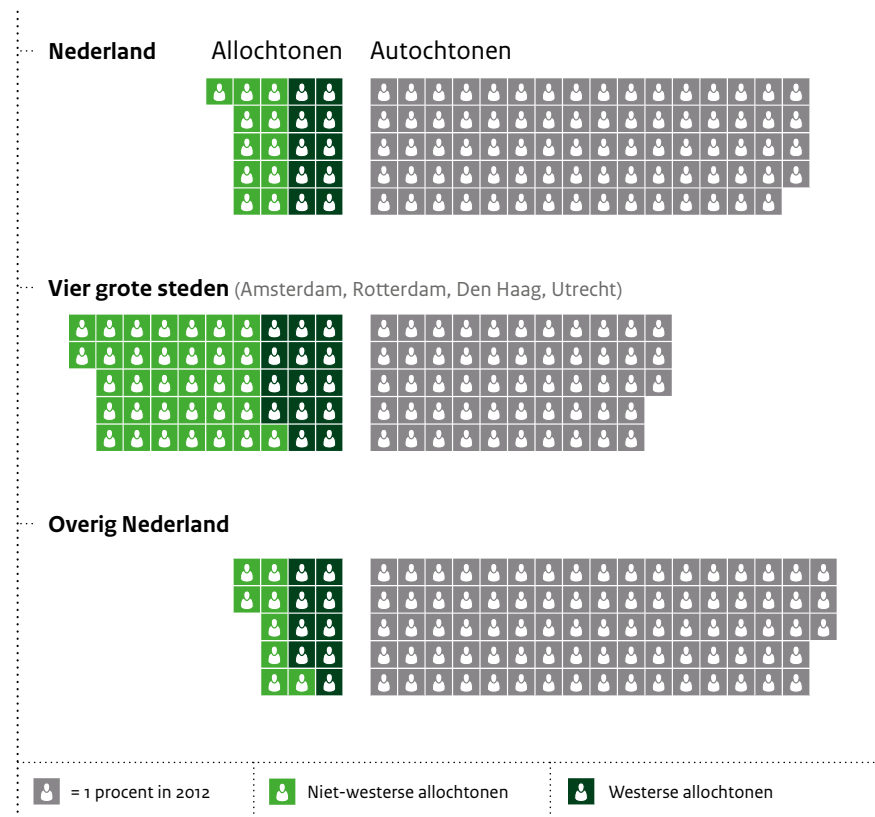 Nederland Allochtonen Autochtonen
Vier grote steden (Amsterdam, Rotterdam, Den Haag, Utrecht)
Overig Nederland
= 1 procent in 2012 Niet-westerse allochtonen Westerse allochtonen